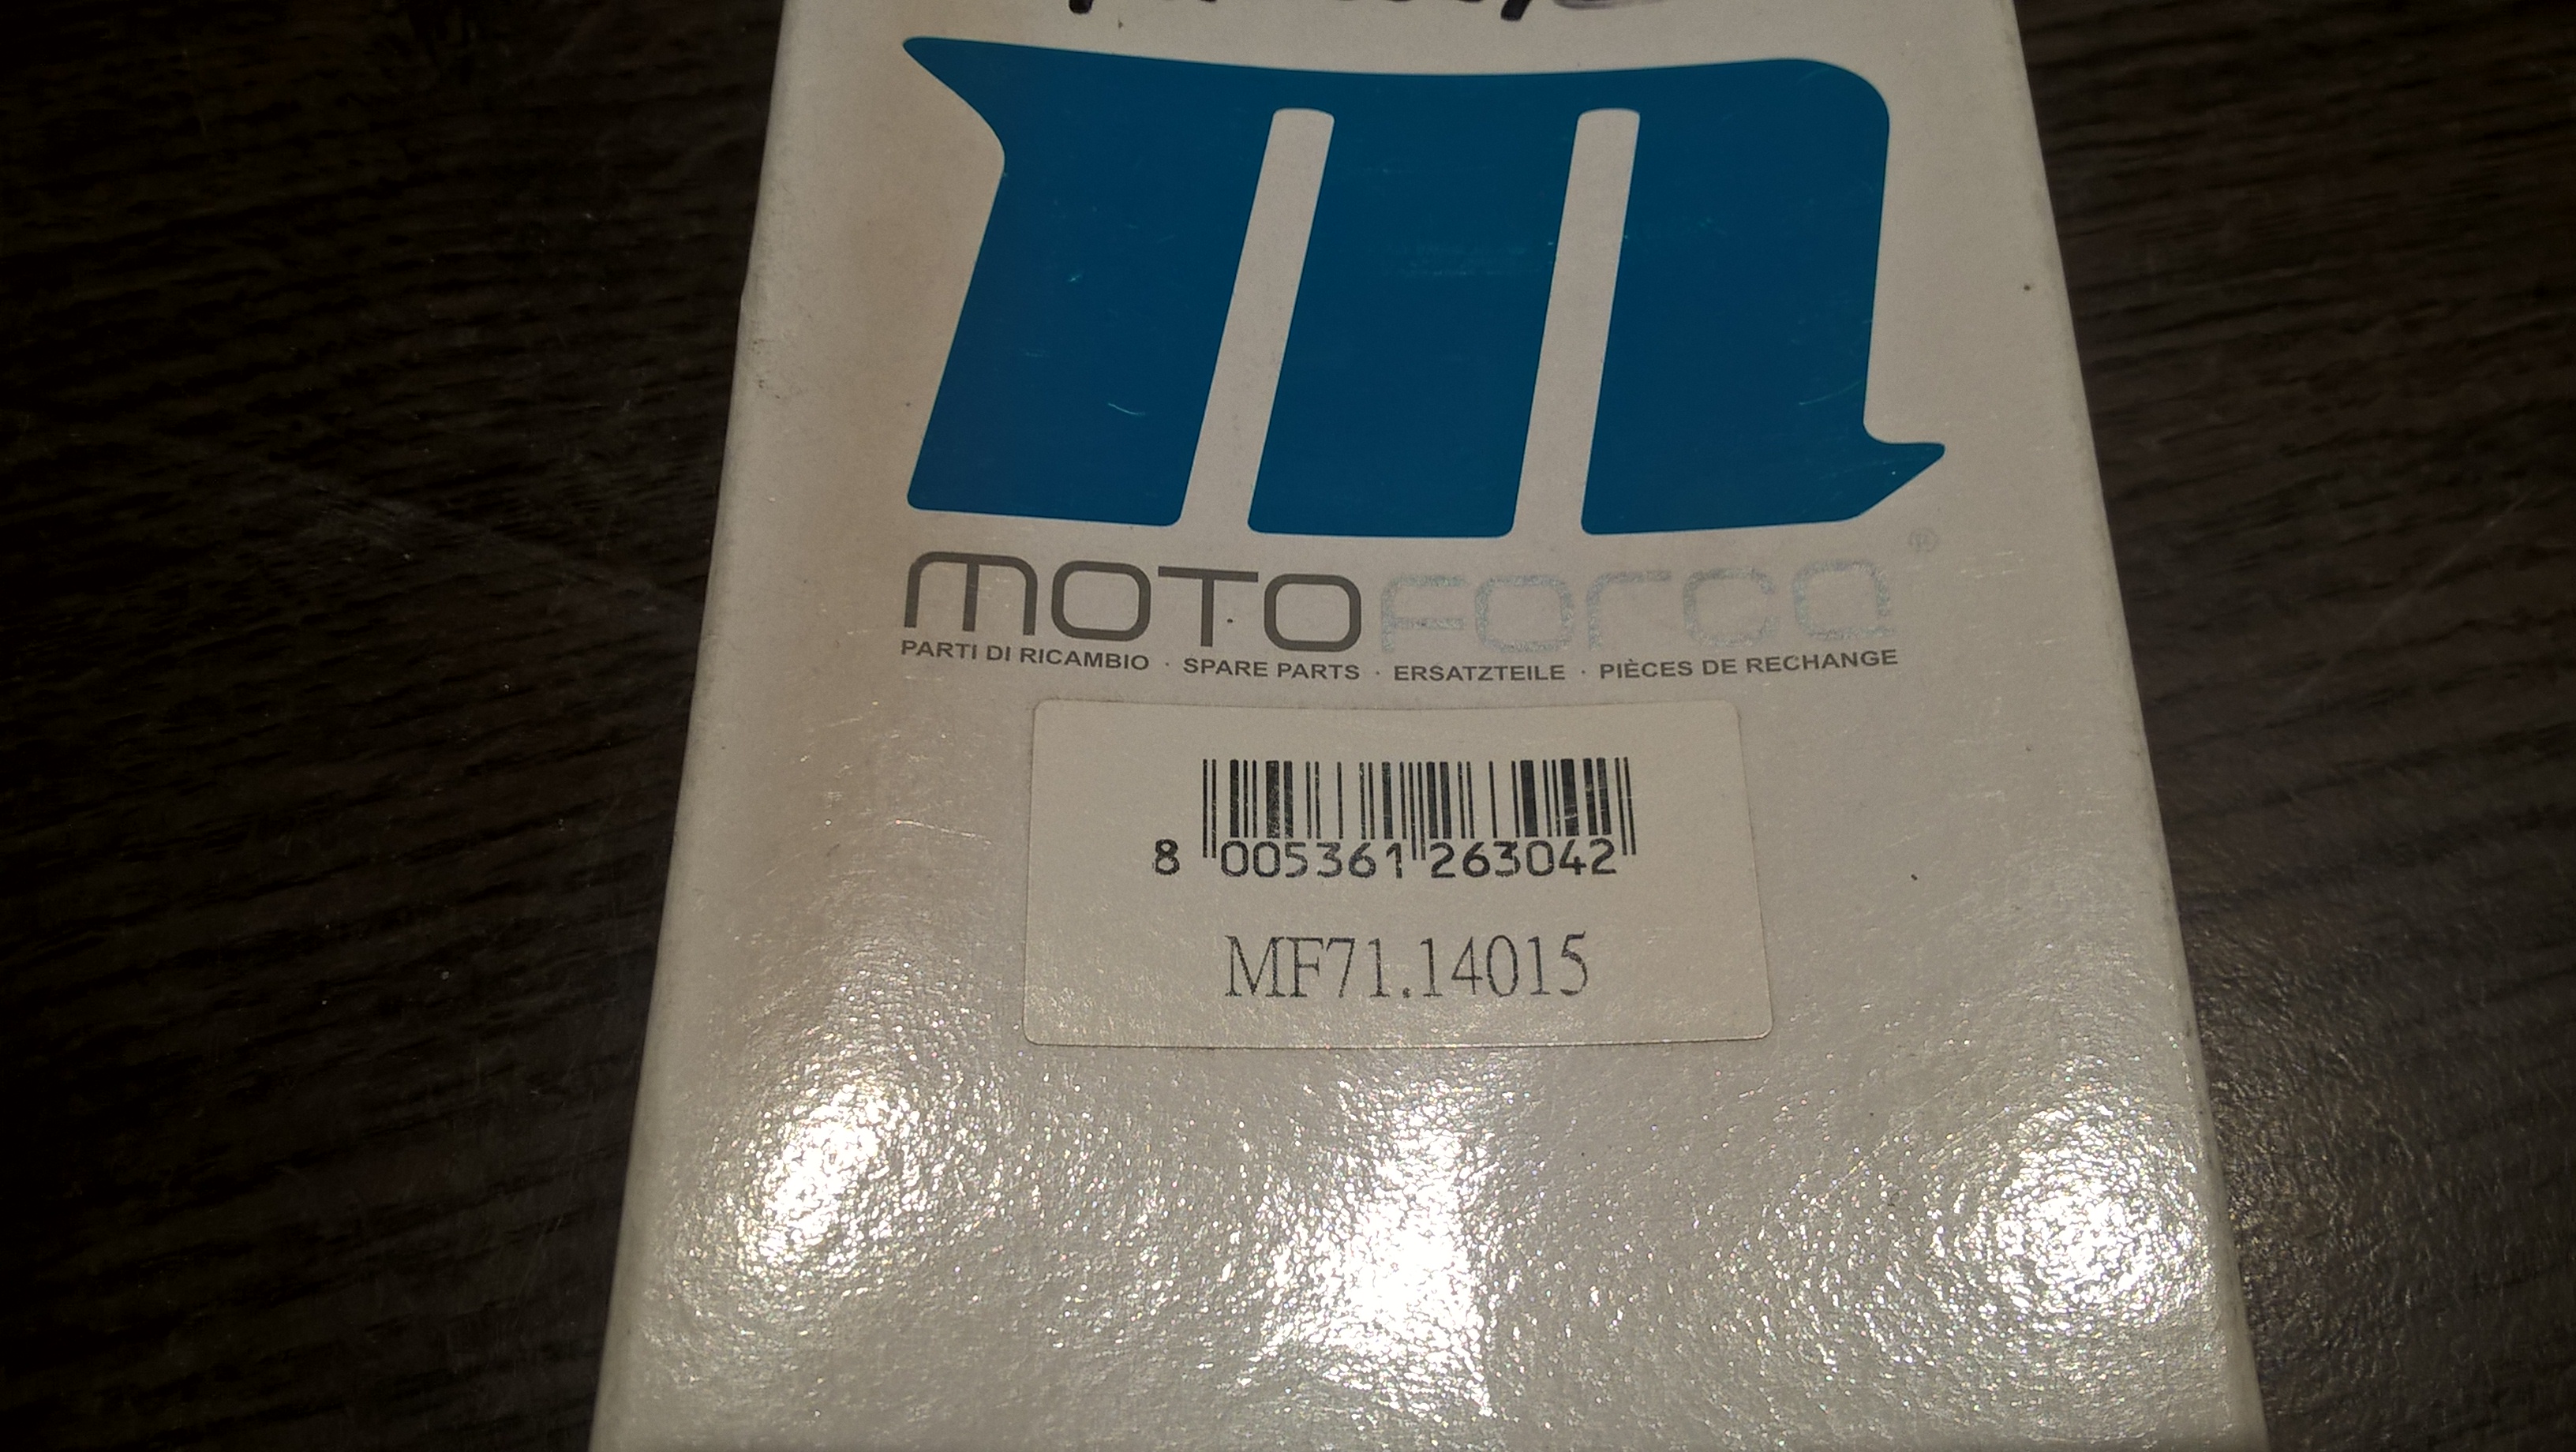 m
MOTOFORCE®
PARTI DI RICAMBIO · SPARE PARTS · ERSATZTEILE · PIÈCES DE RECHANGE
8 005361 263042
MF71.14015